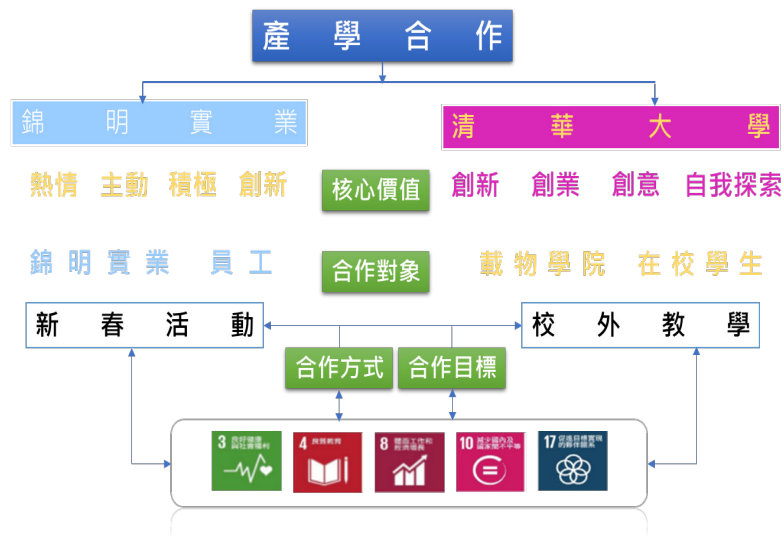 產 學 合 作
錦 明 實 業
清 華 大 學
熱情 主動 積極 創新
核心價值
創新 創業 創意 自我探索
錦明實業 員工
合作對象
載物學院 在校學生
新 春 活 動
校 外 教 學
合作方式
合作目標
3 良好健康與社會福利
4 優質教育
8 體面工作和經濟增長
10 減少國內及國家間不平等
17 促進目標實現的夥伴關系